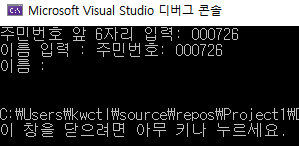 Microsoft Visual Studio 디버그 콘솔
주민번호 앞 6자리 입력: 000726
이름 입력 : 주민번호: 000726
이름 :
C:\Users\kwctl\source\repos\Project1\D
이 창을 닫으려면 아무 키나 누르세요.